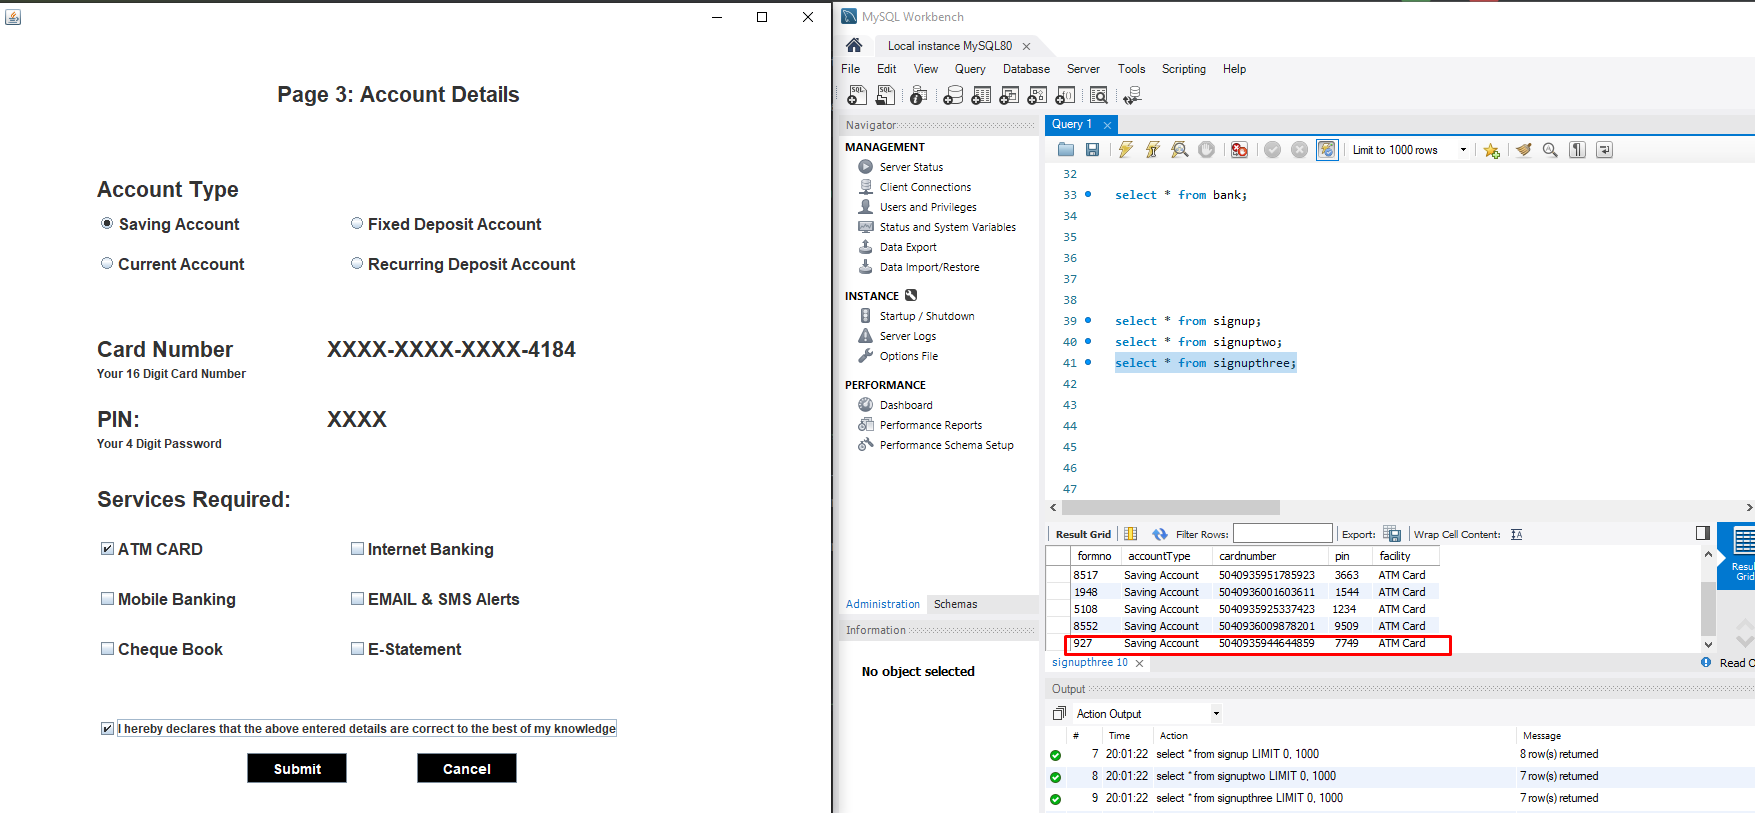 Page 3: Account Details
Account Type
Saving Account
Fixed Deposit Account
Current Account
Recurring Deposit Account
Card Number
XXXX-XXXX-XXXX-4184
Your 16 Digit Card Number
PIN:
XXXX
Your 4 Digit Password
Services Required:
ATM CARD
Internet Banking
Mobile Banking
EMAIL & SMS Alerts
Cheque Book
E-Statement
I hereby declares that the above entered details are correct to the best of my knowledge
Submit
Cancel
MySQL Workbench
Local instance MySQL80
File Edit View Query Database Server Tools Scripting Help
Navigator
MANAGEMENT
Server Status
Client Connections
Users and Privileges
Status and System Variables
Data Export
Data Import/Restore
INSTANCE
Startup / Shutdown
Server Logs
Options File
PERFORMANCE
Dashboard
Performance Reports
Performance Schema Setup
Administration Schemas
Information
No object selected
Query 1
Limit to 1000 rows
32
33 select * from bank;
34
35
36
37
38
39 select * from signup;
40 select * from signuptwo;
41 select * from signupthree;
42
43
44
45
46
47
Result Grid Filter Rows: Export: Wrap Cell Content:
formno accountType cardnumber pin facility
8517 Saving Account 5040935951785923 3663 ATM Card
1948 Saving Account 5040936001603611 1544 ATM Card
5108 Saving Account 5040935925337423 1234 ATM Card
8552 Saving Account 5040936009878201 9509 ATM Card
927 Saving Account 5040935944644859 7749 ATM Card
Resul
Grid
signupthree 10
Read O
Output
Action Output
# Time Action Message
7 20:01:22 select * from signup LIMIT 0, 1000 8 row(s) returned
8 20:01:22 select * from signuptwo LIMIT 0, 1000 7 row(s) returned
9 20:01:22 select * from signupthree LIMIT 0, 1000 7 row(s) returned